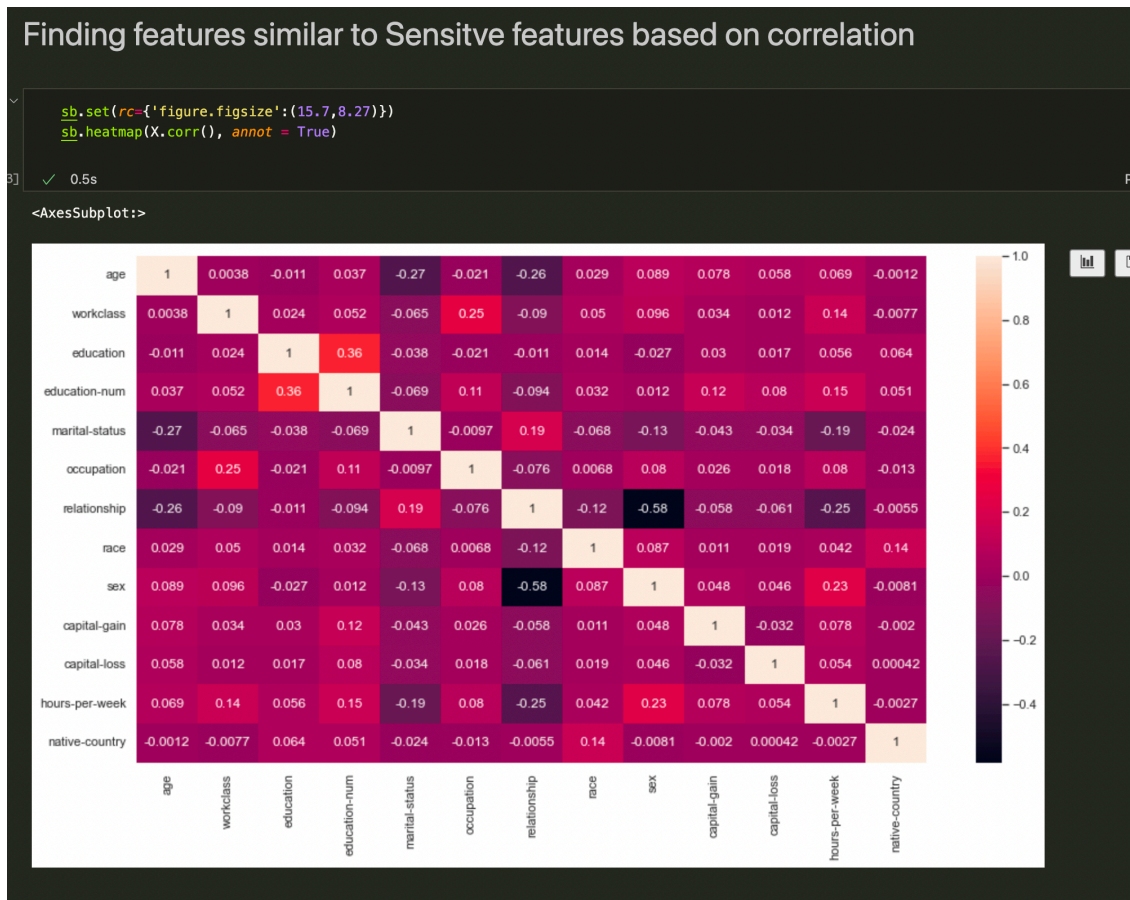 Finding features similar to Sensitve features based on correlation
sb.set(rc={'figure.figsize':(15.7,8.27)})
sb.heatmap(X.corr(), annot = True)
3] ✓ 0.5s
<AxesSubplot:>
age 1 0.0038 -0.011 0.037 -0.27 -0.021 -0.26 0.029 0.089 0.078 0.058 0.069 -0.0012
workclass 0.0038 1 0.024 0.052 -0.065 0.25 -0.09 0.05 0.096 0.034 0.012 0.14 -0.0077
education -0.011 0.024 1 0.36 -0.038 -0.021 -0.011 0.014 -0.027 0.03 0.017 0.056 0.064
education-num 0.037 0.052 0.36 1 -0.069 0.11 -0.094 0.032 0.012 0.12 0.08 0.15 0.051
marital-status -0.27 -0.065 -0.038 -0.069 1 -0.0097 0.19 -0.068 -0.13 -0.043 -0.034 -0.19 -0.024
occupation -0.021 0.25 -0.021 0.11 -0.0097 1 -0.076 0.0068 0.08 0.026 0.018 0.08 -0.013
relationship -0.26 -0.09 -0.011 -0.094 0.19 -0.076 1 -0.12 -0.58 -0.058 -0.061 -0.25 -0.0055
race 0.029 0.05 0.014 0.032 -0.068 0.0068 -0.12 1 0.087 0.011 0.019 0.042 0.14
sex 0.089 0.096 -0.027 0.012 -0.13 0.08 -0.58 0.087 1 0.048 0.046 0.23 -0.0081
capital-gain 0.078 0.034 0.03 0.12 -0.043 0.026 -0.058 0.011 0.048 1 -0.032 0.078 -0.002
capital-loss 0.058 0.012 0.017 0.08 -0.034 0.018 -0.061 0.019 0.046 -0.032 1 0.054 0.00042
hours-per-week 0.069 0.14 0.056 0.15 -0.19 0.08 -0.25 0.042 0.23 0.078 0.054 1 -0.0027
native-country -0.0012 -0.0077 0.064 0.051 -0.024 -0.013 -0.0055 0.14 -0.0081 -0.002 0.00042 -0.0027 1
age workclass education education-num marital-status occupation relationship race sex capital-gain capital-loss hours-per-week native-country
1.0
0.8
0.6
0.4
0.2
0.0
-0.2
-0.4